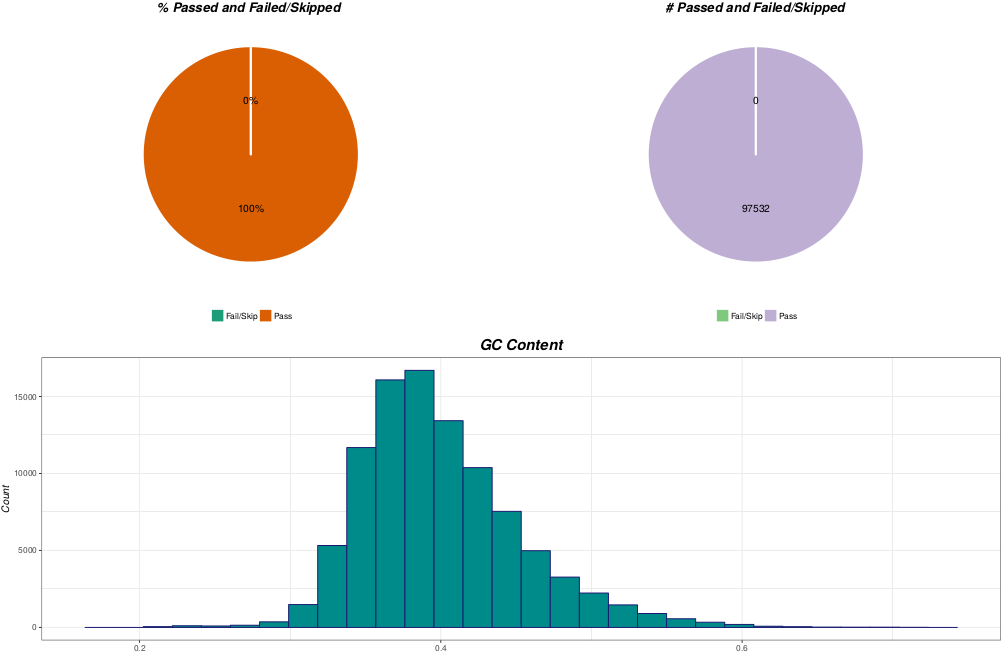 % Passed and Failed/Skipped
0%
100%
Fail/Skip Pass
# Passed and Failed/Skipped
0
97532
Fail/Skip Pass
GC Content
Count
15000
10000
5000
0
0.2 0.4 0.6